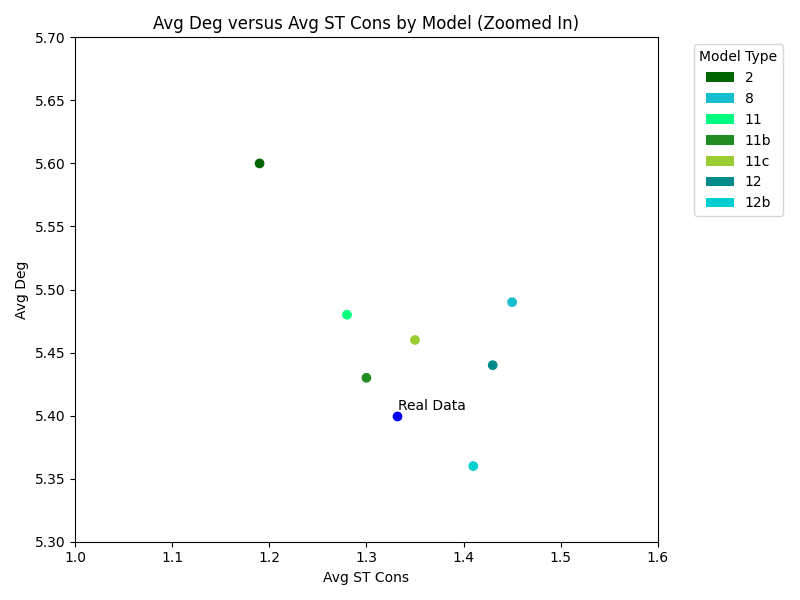 Avg Deg versus Avg ST Cons by Model (Zoomed In)
5.70
5.65
5.60
5.55
5.50
5.45
5.40
5.35
5.30
Avg Deg
Real Data
1.0
1.1
1.2
1.3
1.4
1.5
1.6
Avg ST Cons
Model Type
2
8
11
11b
11c
12
12b